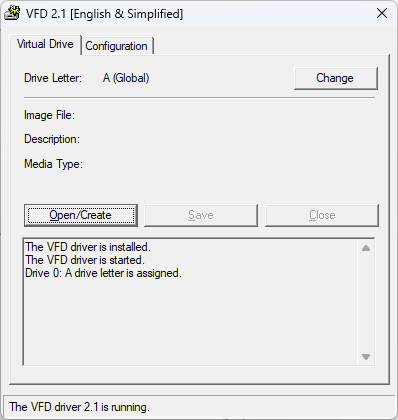 VFD 2.1 [English & Simplified]
Virtual Drive
Configuration
Drive Letter: A (Global) Change
Image File:
Description:
Media Type:
Open/Create Save Close
The VFD driver is installed.
The VFD driver is started.
Drive 0: A drive letter is assigned.
The VFD driver 2.1 is running.